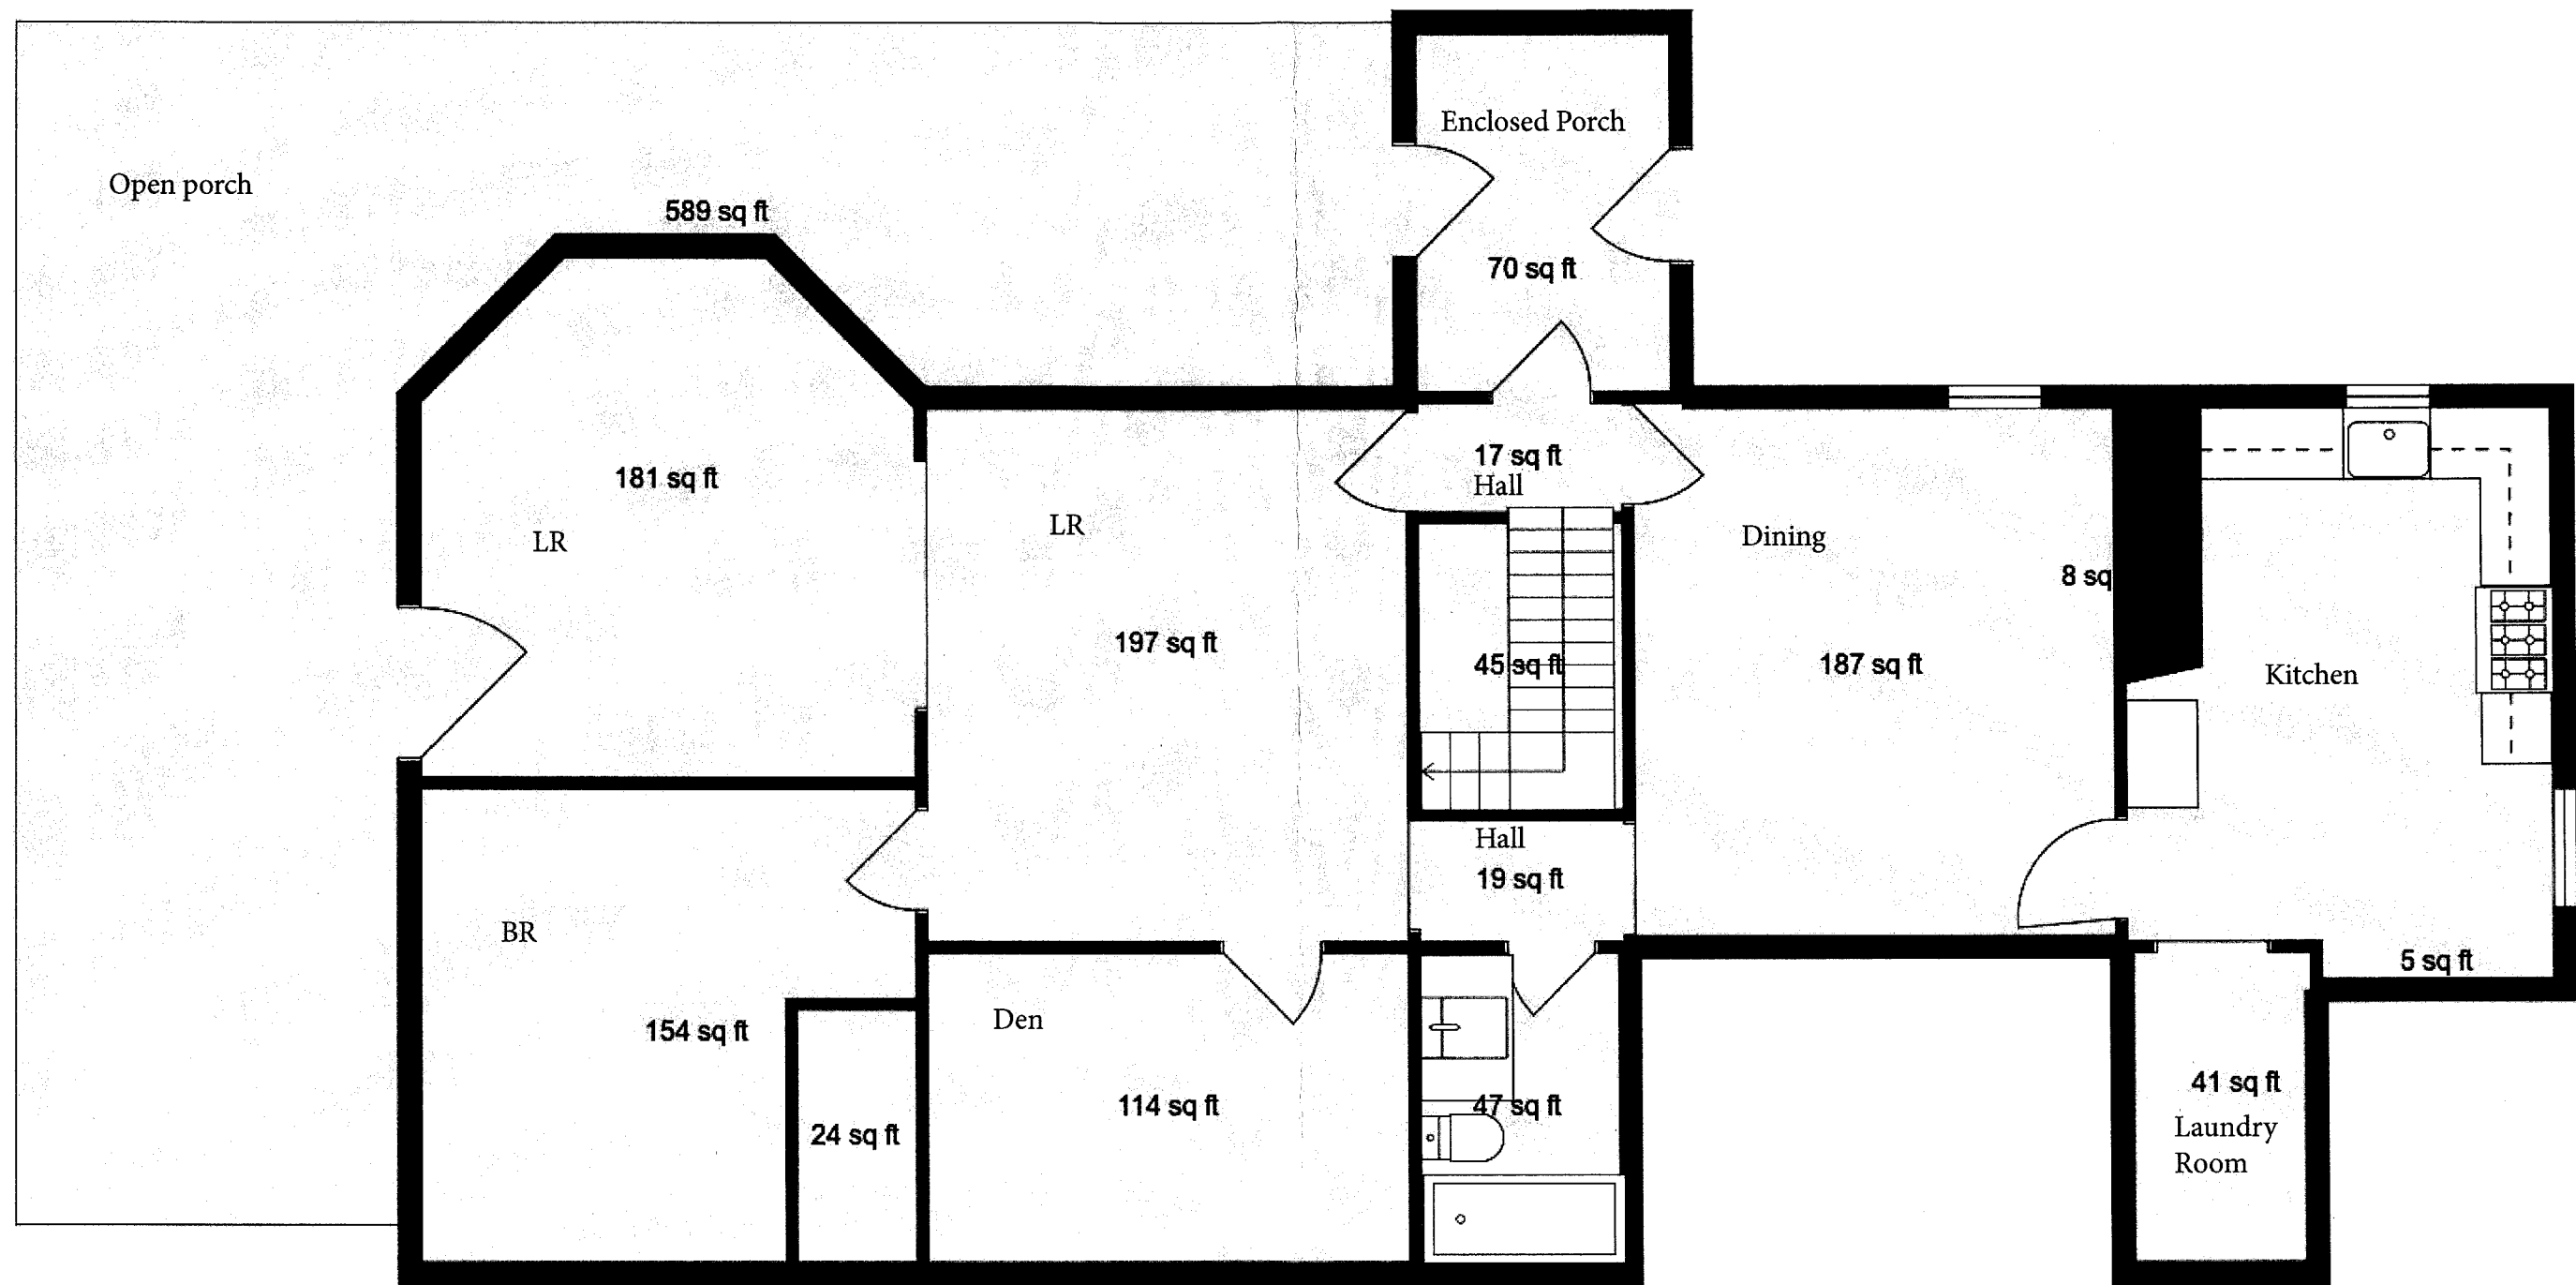 Enclosed Porch
Open porch
589 sq ft
70 sq ft
17 sq ft
Hall
181 sq ft
LR
LR
Dining
8 sq
197 sq ft
45 sq ft
187 sq ft
Kitchen
Hall
19 sq ft
BR
5 sq ft
Den
154 sq ft
41 sq ft
Laundry
Room
114 sq ft
47 sq ft
24 sq ft